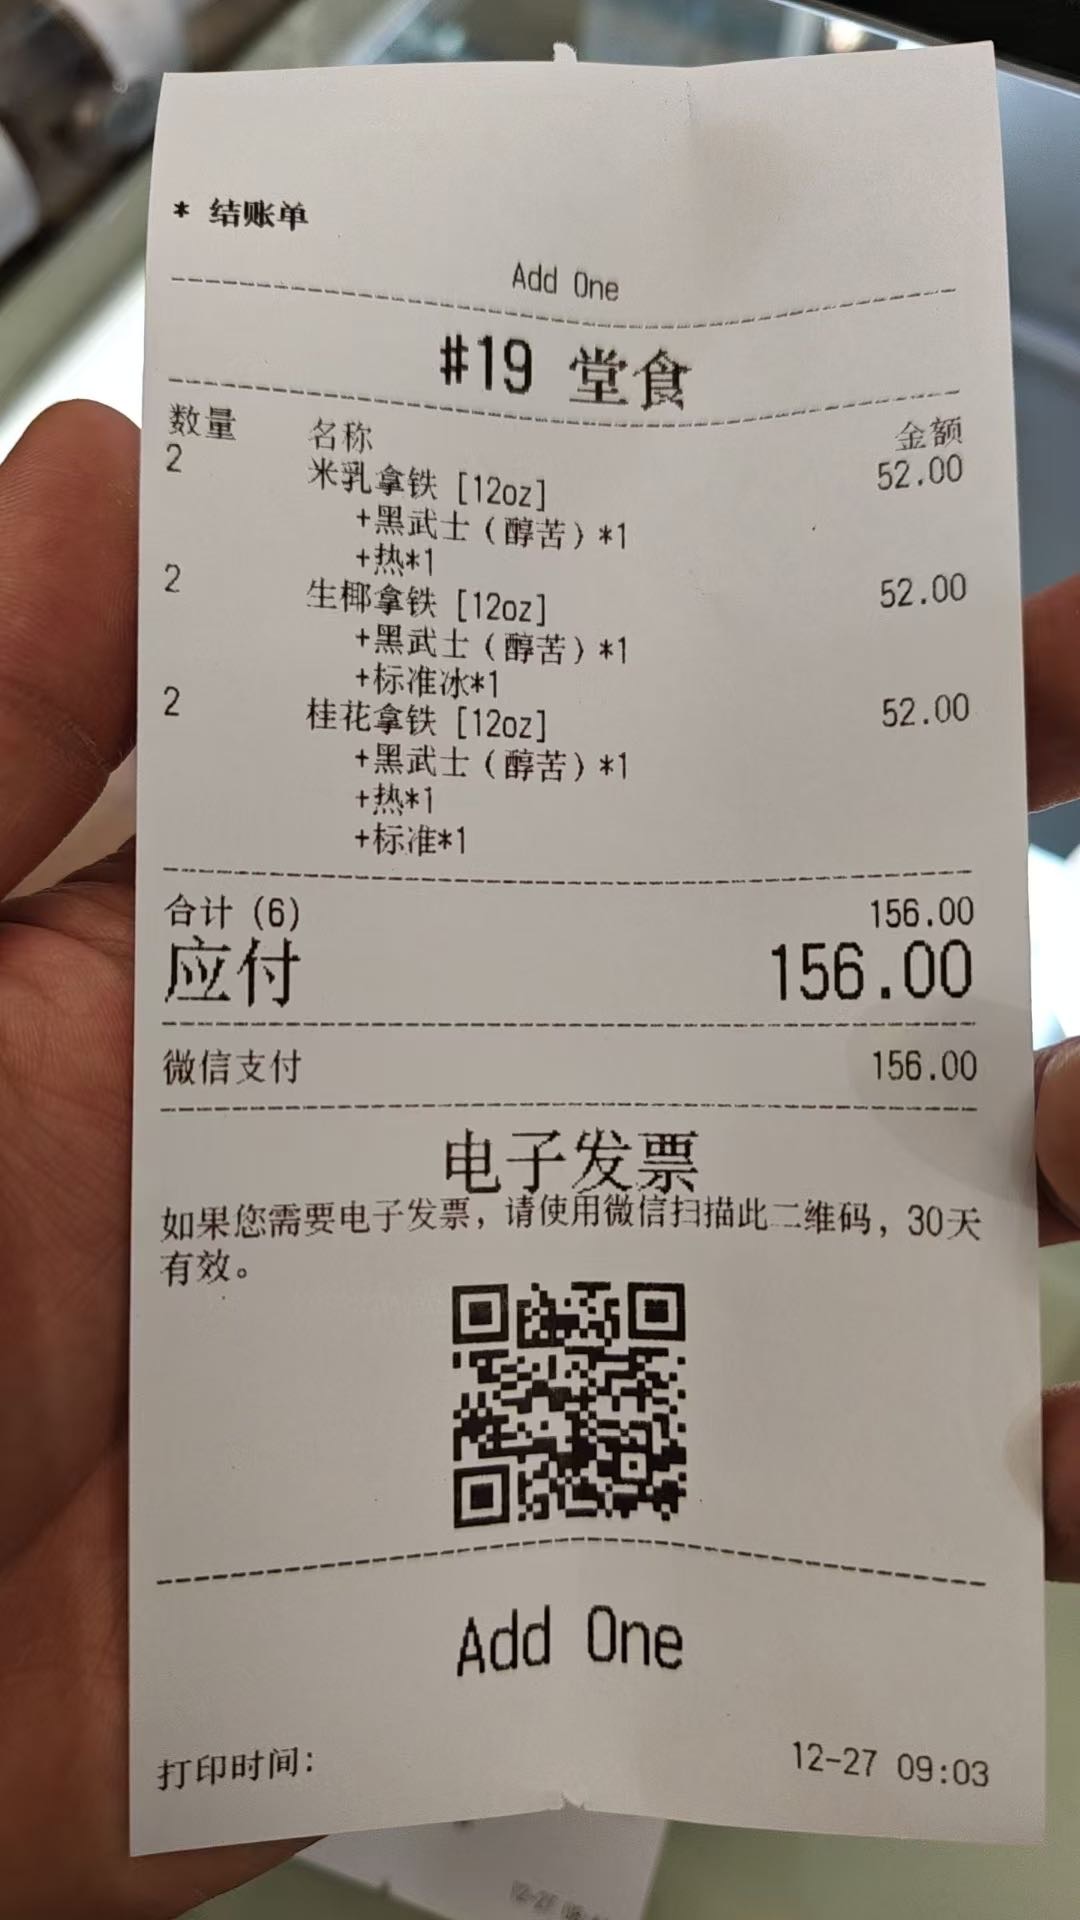 * 结账单
Add One
#19 堂食
数量 名称 金额
2 米乳拿铁 [12oz] 52.00
+黑武士(醇苦)*1
+热*1
2 生椰拿铁 [12oz] 52.00
+黑武士(醇苦)*1
+标准冰*1
2 桂花拿铁 [12oz] 52.00
+黑武士(醇苦)*1
+热*1
+标准*1
合计 (6) 156.00
应付 156.00
微信支付 156.00
电子发票
如果您需要电子发票，请使用微信扫描此二维码，30天
有效。
Add One
打印时间: 12-27 09:03